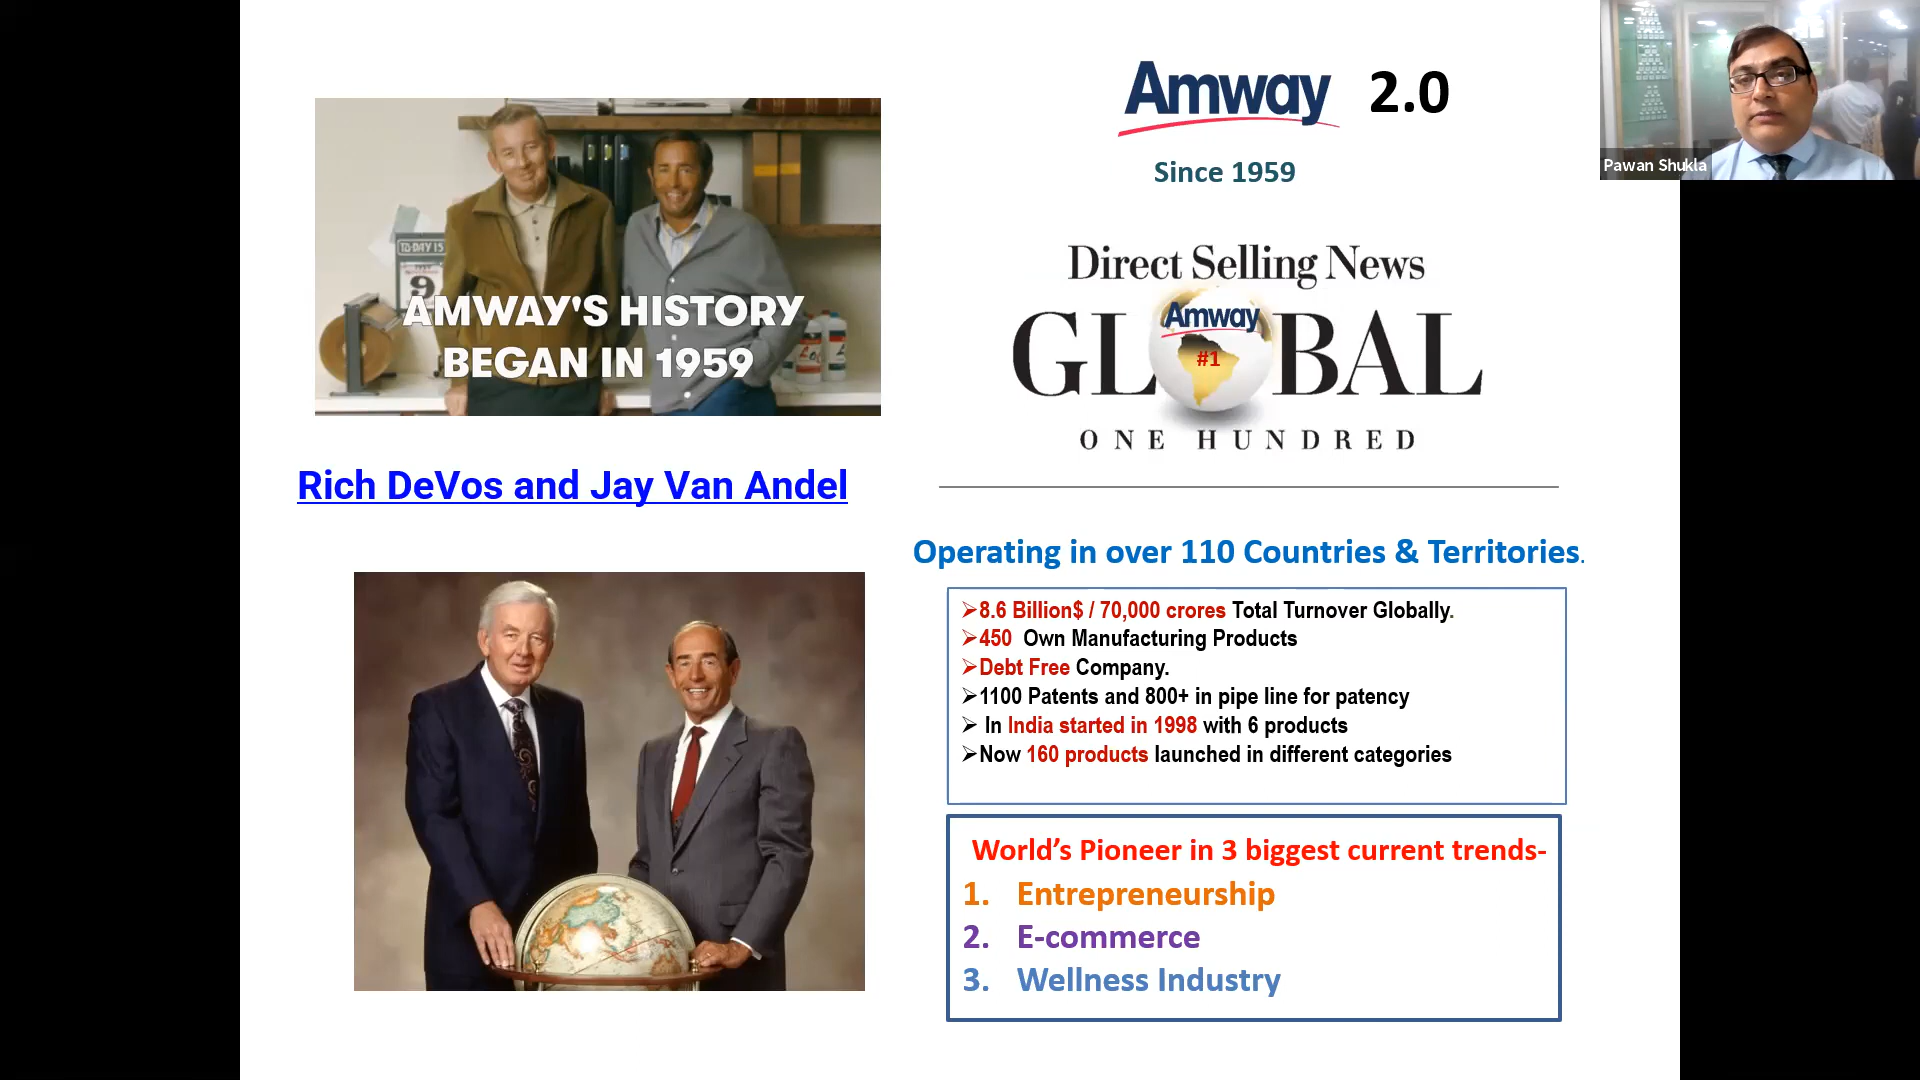 Amway 2.0
Since 1959
Pawan Shukla
TO-DAY 15
9
AMWAY'S HISTORY
BEGAN IN 1959
Rich DeVos and Jay Van Andel
Direct Selling News
GLOBAL
Amway
#1
ONE HUNDRED
Operating in over 110 Countries & Territories.
➢8.6 Billion$ / 70,000 crores Total Turnover Globally.
➢450 Own Manufacturing Products
➢Debt Free Company.
➢1100 Patents and 800+ in pipe line for patency
➢ In India started in 1998 with 6 products
➢Now 160 products launched in different categories
World's Pioneer in 3 biggest current trends-
1. Entrepreneurship
2. E-commerce
3. Wellness Industry